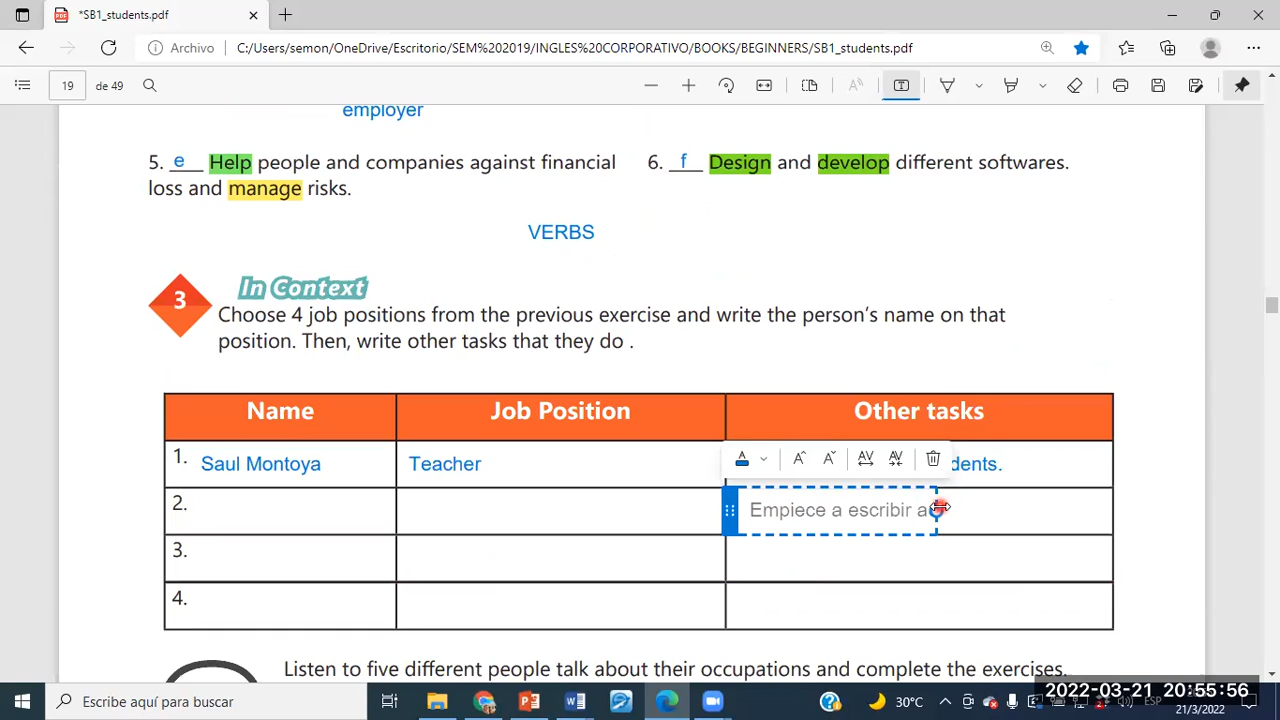 *SB1_students.pdf
Archivo
C:/Users/semon/OneDrive/Escritorio/SEM%202019/INGLES%20CORPORATIVO/BOOKS/BEGINNERS/SB1_students.pdf
19 de 49
employer
5. e Help people and companies against financial
loss and manage risks.
6. f Design and develop different softwares.
VERBS
3 In Context
Choose 4 job positions from the previous exercise and write the person's name on that
position. Then, write other tasks that they do .
Name Job Position Other tasks
1. Saul Montoya Teacher dents.
2. Empiece a escribir a
3.
4.
Listen to five different people talk about their occupations and complete the exercises.
Escribe aquí para buscar
30°C
ESP
2022-03-21 20:55:56
21/3/2022